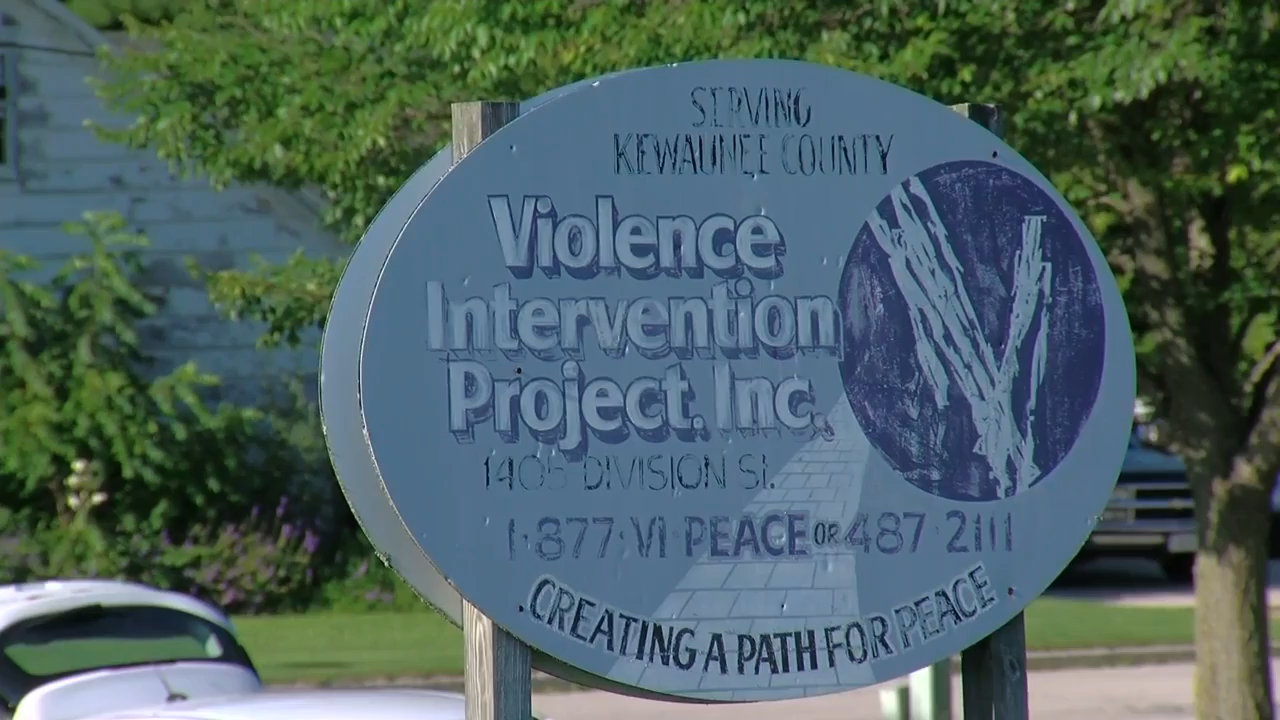 SERVING
KEWAUNEE COUNTY
Violence
Intervention
Project, Inc.
1405 DIVISION St.
1-877-VI-PEACE OR 487-2111
.CREATING A PATH FOR PEACE.